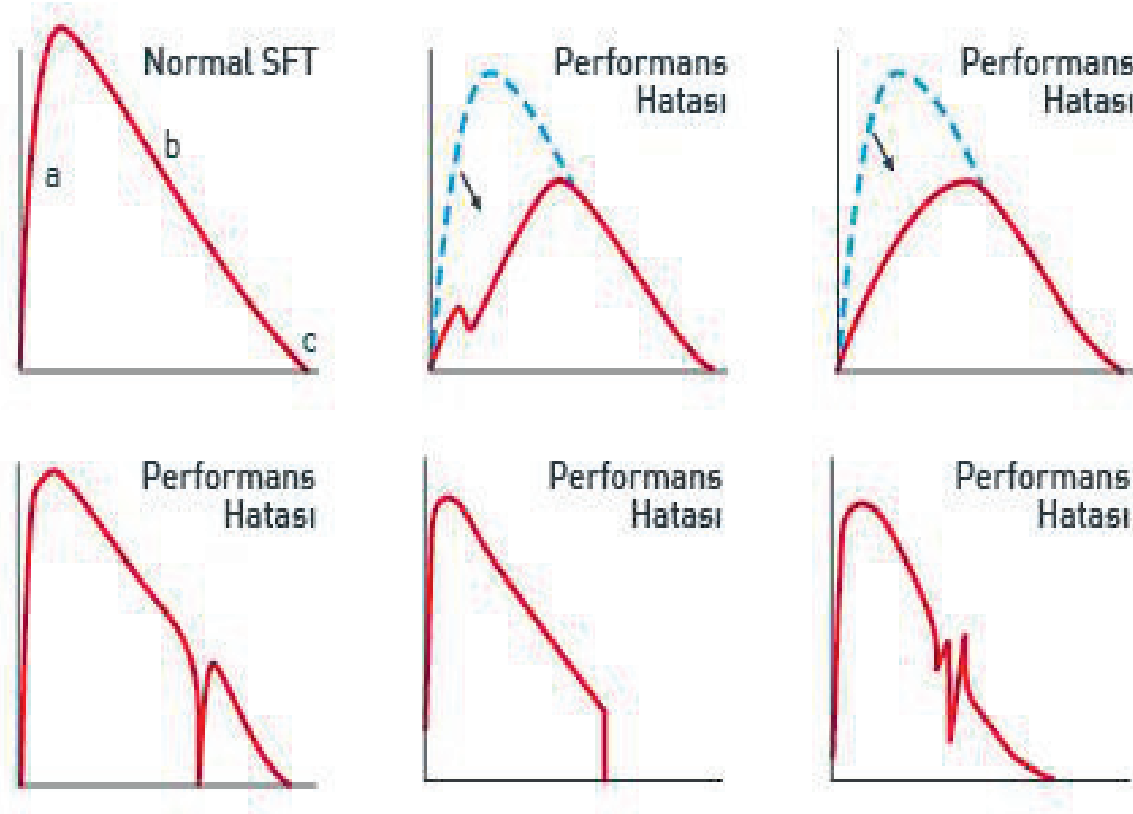 Normal SFT
a
b
c
Performans
Hatası
Performans
Hatası
Performans
Hatası
Performans
Hatası
Performans
Hatası